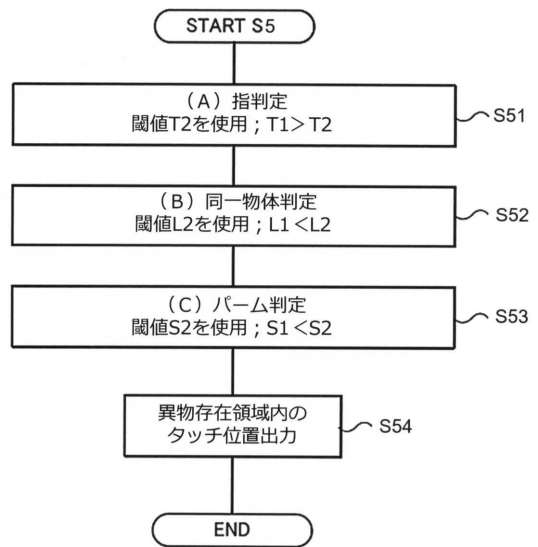 START S5
（A）指判定
閾値T2を使用；T1＞T2
S51
（B）同一物体判定
閾値L2を使用；L1＜L2
S52
（C）パーム判定
閾値S2を使用；S1＜S2
S53
異物存在領域内の
タッチ位置出力
S54
END